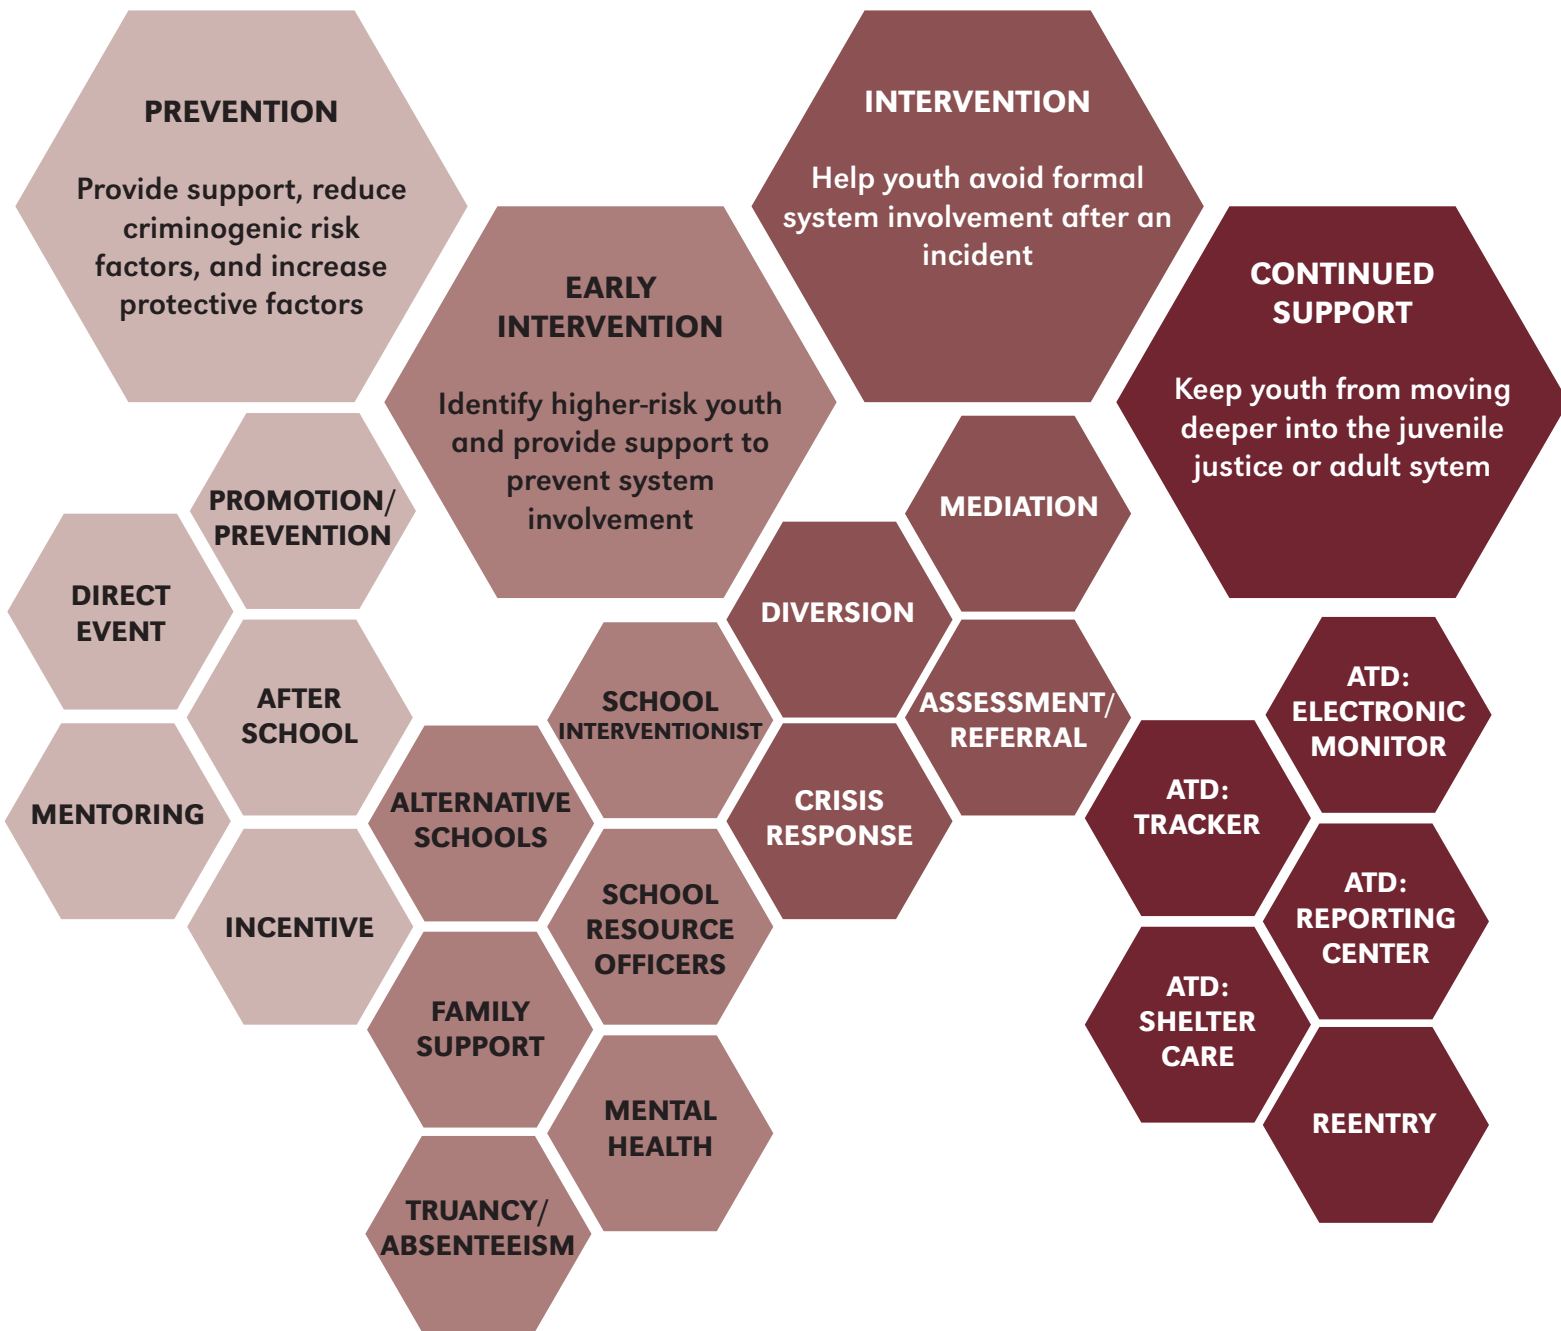 PREVENTION
Provide support, reduce
criminogenic risk
factors, and increase
protective factors
EARLY
INTERVENTION
Identify higher-risk youth
and provide support to
prevent system
involvement
INTERVENTION
Help youth avoid formal
system involvement after an
incident
CONTINUED
SUPPORT
Keep youth from moving
deeper into the juvenile
justice or adult sytem
PROMOTION/
PREVENTION
DIRECT
EVENT
AFTER
SCHOOL
MENTORING
INCENTIVE
SCHOOL
INTERVENTIONIST
ALTERNATIVE
SCHOOLS
SCHOOL
RESOURCE
OFFICERS
FAMILY
SUPPORT
MENTAL
HEALTH
TRUANCY/
ABSENTEEISM
MEDIATION
DIVERSION
ASSESSMENT/
REFERRAL
CRISIS
RESPONSE
ATD:
ELECTRONIC
MONITOR
ATD:
TRACKER
ATD:
REPORTING
CENTER
ATD:
SHELTER
CARE
REENTRY